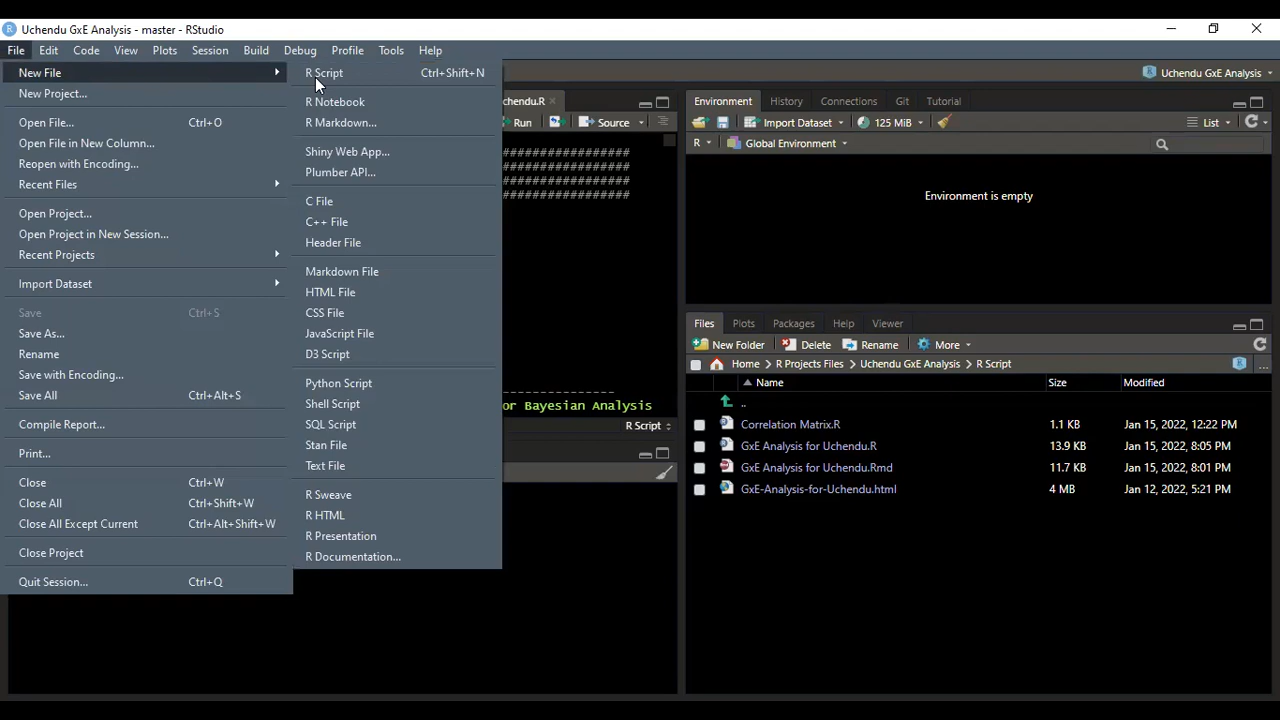 Uchendu GxE Analysis - master - RStudio
File Edit Code View Plots Session Build Debug Profile Tools Help
New File
New Project...
Open File... Ctrl+O
Open File in New Column...
Reopen with Encoding...
Recent Files
Open Project...
Open Project in New Session...
Recent Projects
Import Dataset
Save Ctrl+S
Save As...
Rename
Save with Encoding...
Save All Ctrl+Alt+S
Compile Report...
Print...
Close Ctrl+W
Close All Ctrl+Shift+W
Close All Except Current Ctrl+Alt+Shift+W
Close Project
Quit Session... Ctrl+Q
R Script Ctrl+Shift+N
R Notebook
R Markdown...
Shiny Web App...
Plumber API...
C File
C++ File
Header File
Markdown File
HTML File
CSS File
JavaScript File
D3 Script
Python Script
Shell Script
SQL Script
Stan File
Text File
R Sweave
R HTML
R Presentation
R Documentation...
chendu.R
Run Source
################
################
################
################
--------------
or Bayesian Analysis
R Script
Uchendu GxE Analysis
Environment History Connections Git Tutorial
Import Dataset 125 MiB List
R Global Environment
Environment is empty
Files Plots Packages Help Viewer
New Folder Delete Rename More
Home R Projects Files Uchendu GxE Analysis R Script ...
Name Size Modified
..
Correlation Matrix.R 1.1 KB Jan 15, 2022, 12:22 PM
GxE Analysis for Uchendu.R 13.9 KB Jan 15, 2022, 8:05 PM
GxE Analysis for Uchendu.Rmd 11.7 KB Jan 15, 2022, 8:01 PM
GxE-Analysis-for-Uchendu.html 4 MB Jan 12, 2022, 5:21 PM